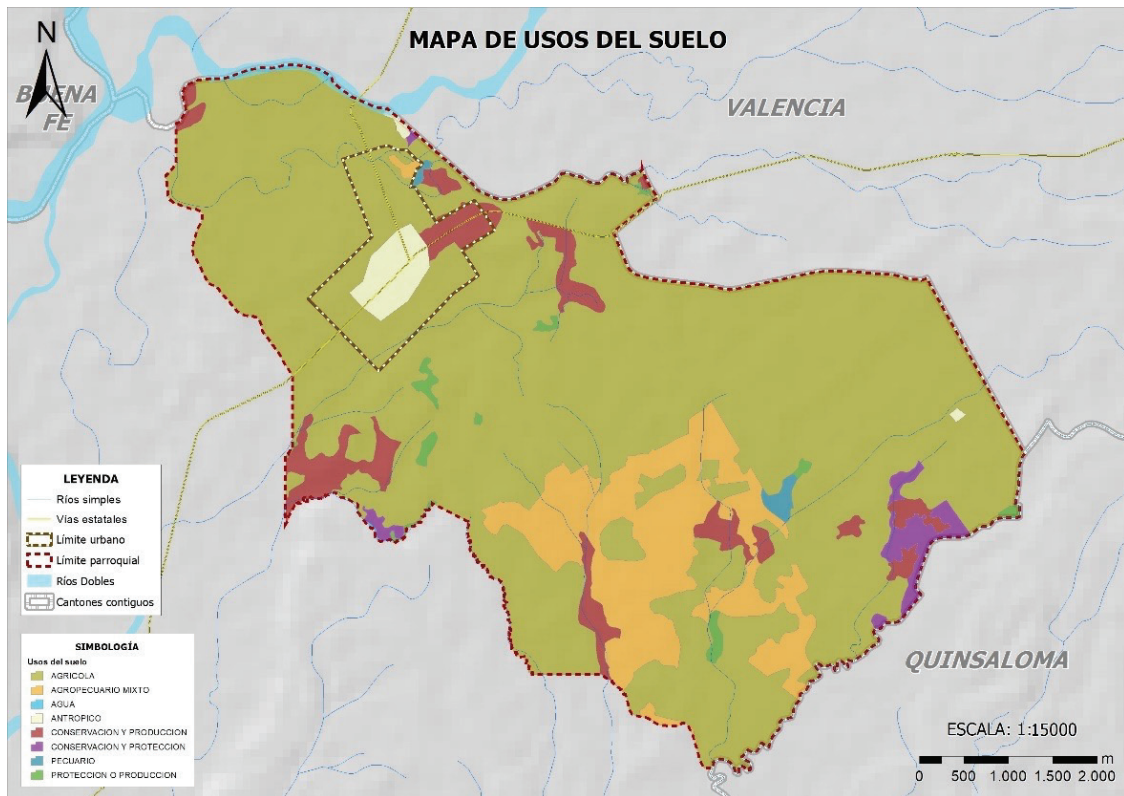 MAPA DE USOS DEL SUELO
N
BUENA
FE
VALENCIA
QUINSALOMA
LEYENDA
Ríos simples
Vías estatales
Límite urbano
Límite parroquial
Ríos Dobles
Cantones contiguos
SIMBOLOGÍA
Usos del suelo
AGRICOLA
AGROPECUARIO MIXTO
AGUA
ANTROPICO
CONSERVACION Y PRODUCCION
CONSERVACION Y PROTECCION
PECUARIO
PROTECCION O PRODUCCION
ESCALA: 1:15000
0 500 1.000 1.500 2.000 m